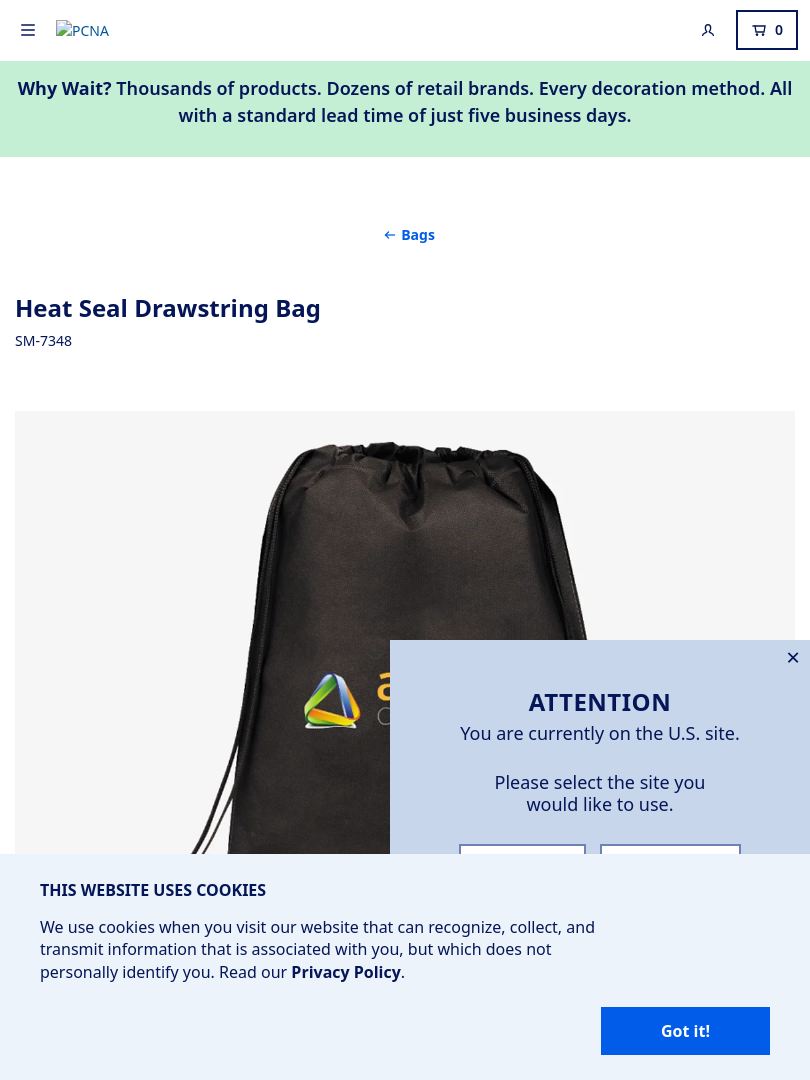 PCNA
0
Why Wait? Thousands of products. Dozens of retail brands. Every decoration method. All
with a standard lead time of just five business days.
← Bags
Heat Seal Drawstring Bag
SM-7348
ATTENTION
You are currently on the U.S. site.
Please select the site you
would like to use.
THIS WEBSITE USES COOKIES
We use cookies when you visit our website that can recognize, collect, and
transmit information that is associated with you, but which does not
personally identify you. Read our Privacy Policy.
Got it!